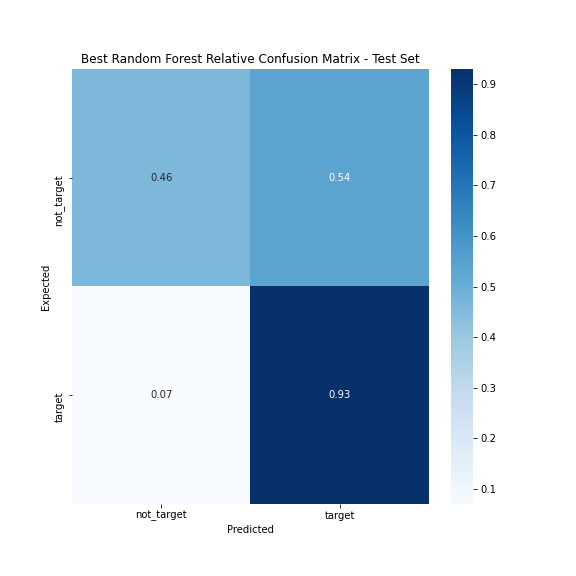 Best Random Forest Relative Confusion Matrix - Test Set
Expected
not_target
target
0.46
0.54
0.07
0.93
not_target
target
Predicted
0.9
0.8
0.7
0.6
0.5
0.4
0.3
0.2
0.1